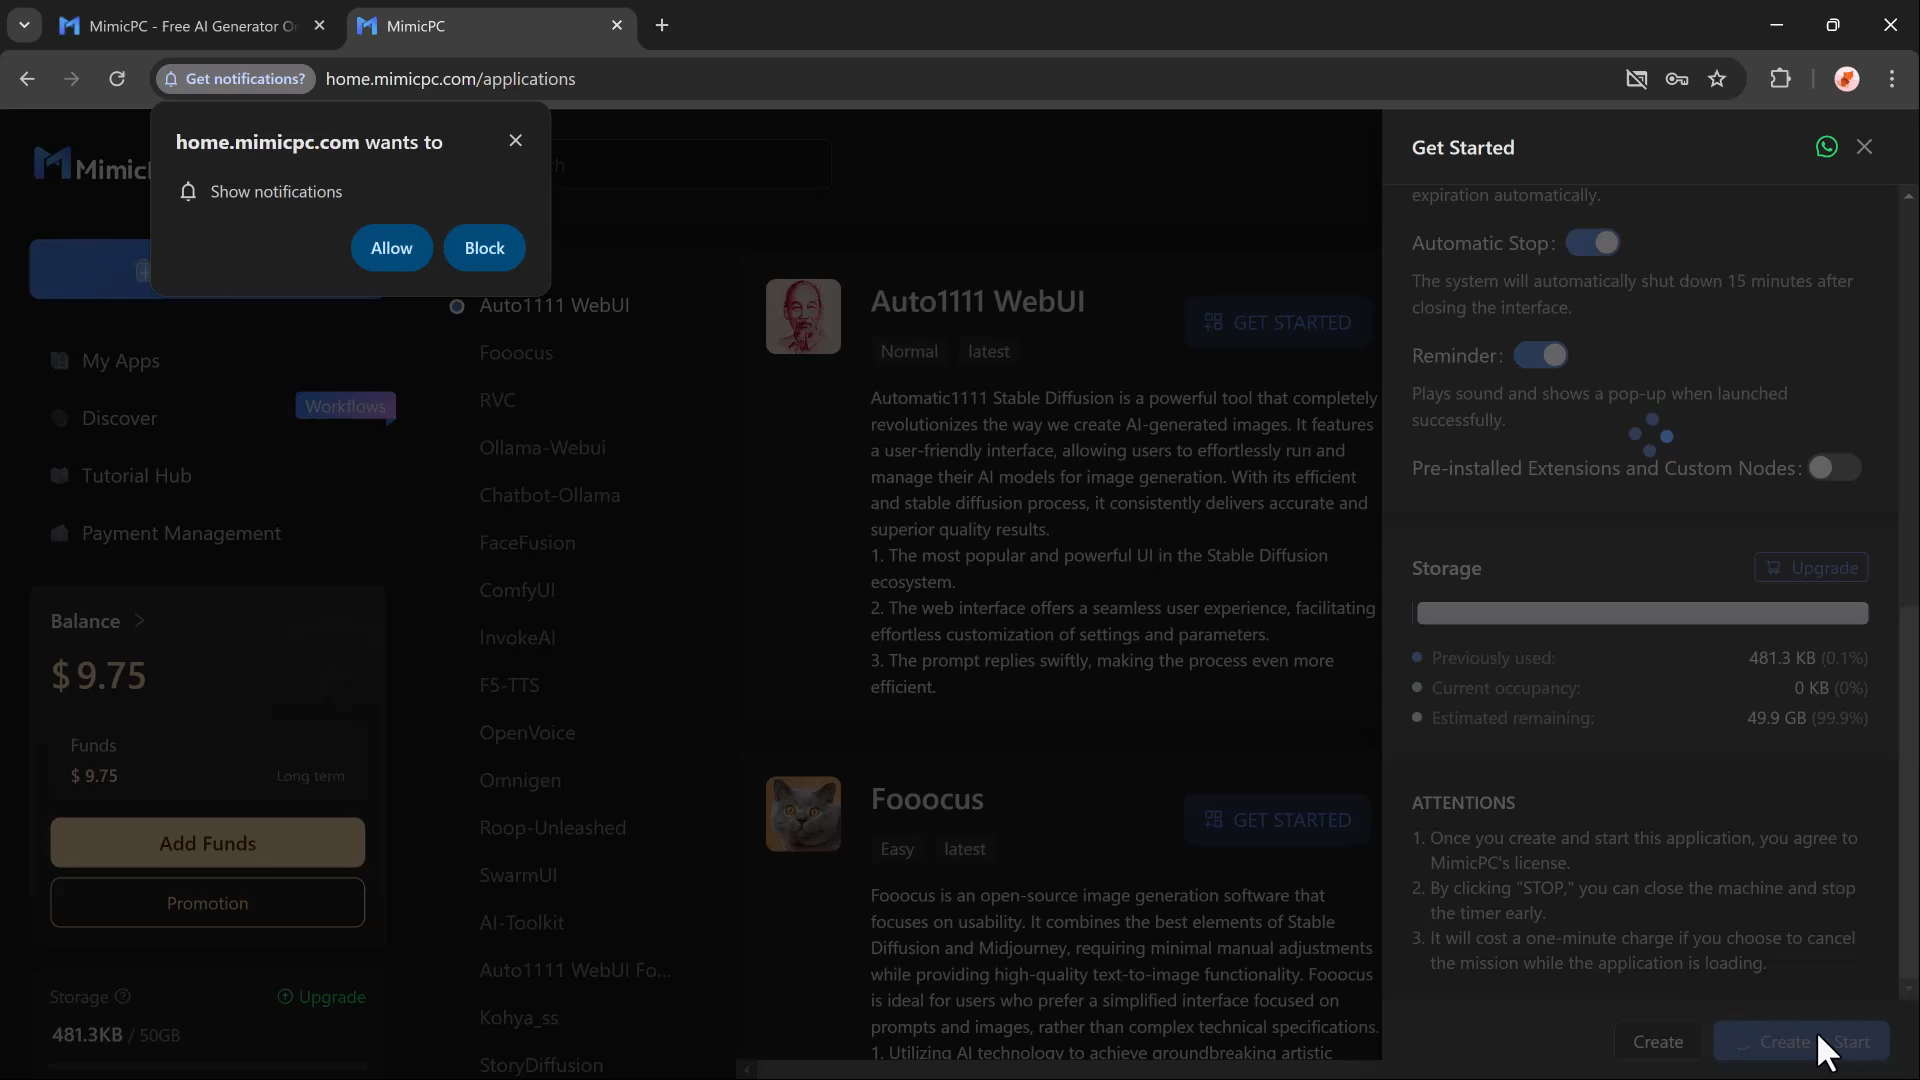 MimicPC - Free AI Generator O
MimicPC
Get notifications?
home.mimicpc.com/applications
home.mimicpc.com wants to
Show notifications
Allow
Block
My Apps
Discover
Workflows
Tutorial Hub
Payment Management
Balance
$ 9.75
Funds
$ 9.75
Long term
Add Funds
Promotion
Storage
Upgrade
481.3KB / 50GB
Auto1111 WebUI
Fooocus
RVC
Ollama-Webui
Chatbot-Ollama
FaceFusion
ComfyUI
InvokeAI
F5-TTS
OpenVoice
Omnigen
Roop-Unleashed
SwarmUI
AI-Toolkit
Auto1111 WebUI Fo...
Kohya_ss
StoryDiffusion
Auto1111 WebUI
GET STARTED
Normal
latest
Automatic1111 Stable Diffusion is a powerful tool that completely
revolutionizes the way we create AI-generated images. It features
a user-friendly interface, allowing users to effortlessly run and
manage their AI models for image generation. With its efficient
and stable diffusion process, it consistently delivers accurate and
superior quality results.
1. The most popular and powerful UI in the Stable Diffusion
ecosystem.
2. The web interface offers a seamless user experience, facilitating
effortless customization of settings and parameters.
3. The prompt replies swiftly, making the process even more
efficient.
Fooocus
GET STARTED
Easy
latest
Fooocus is an open-source image generation software that
focuses on usability. It combines the best elements of Stable
Diffusion and Midjourney, requiring minimal manual adjustments
while providing high-quality text-to-image functionality. Fooocus
is ideal for users who prefer a simplified interface focused on
prompts and images, rather than complex technical specifications.
1. Utilizing AI technology to achieve groundbreaking artistic
Get Started
expiration automatically.
Automatic Stop:
The system will automatically shut down 15 minutes after
closing the interface.
Reminder:
Plays sound and shows a pop-up when launched
successfully.
Pre-installed Extensions and Custom Nodes:
Storage
Upgrade
Previously used: 481.3 KB (0.1%)
Current occupancy: 0 KB (0%)
Estimated remaining: 49.9 GB (99.9%)
ATTENTIONS
1. Once you create and start this application, you agree to
MimicPC's license.
2. By clicking "STOP," you can close the machine and stop
the timer early.
3. It will cost a one-minute charge if you choose to cancel
the mission while the application is loading.
Create
Create Start